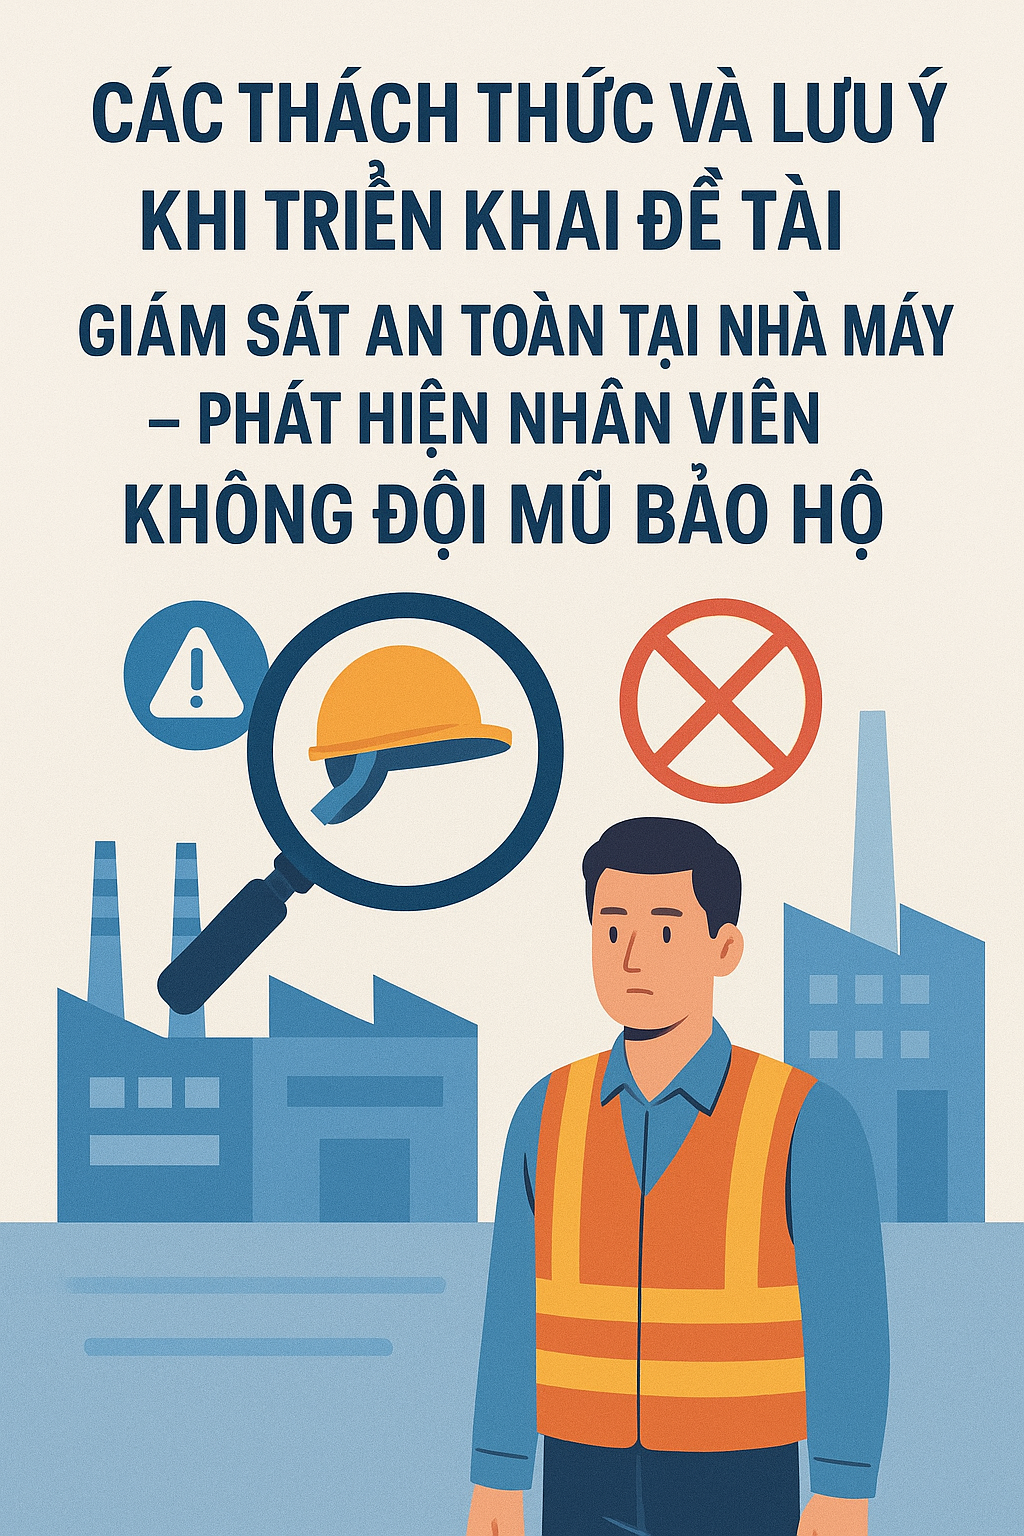 CÁC THÁCH THỨC VÀ LƯU Ý
KHI TRIỂN KHAI ĐỀ TÀI
GIÁM SÁT AN TOÀN TẠI NHÀ MÁY
– PHÁT HIỆN NHÂN VIÊN
KHÔNG ĐỘI MŨ BẢO HỘ